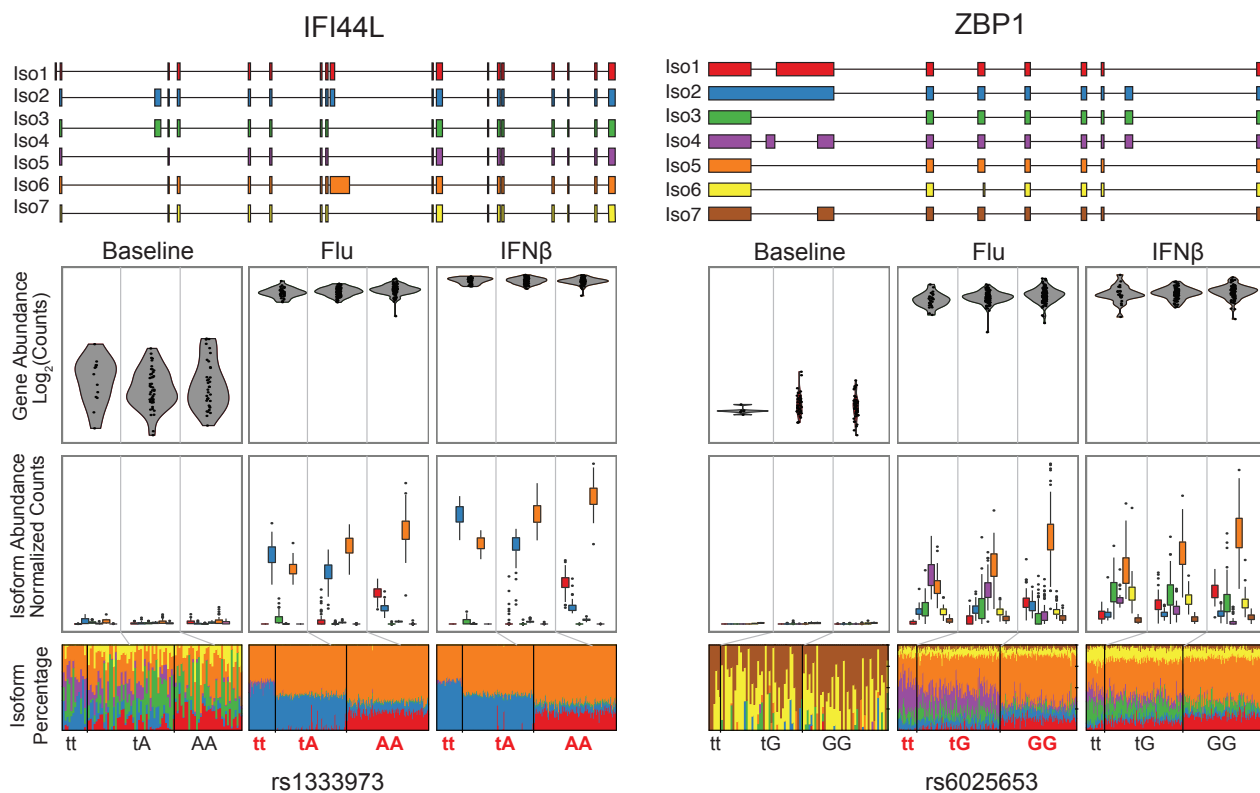 IFI44L
ZBP1
Iso1
Iso2
Iso3
Iso4
Iso5
Iso6
Iso7
Iso1
Iso2
Iso3
Iso4
Iso5
Iso6
Iso7
Baseline
Flu
IFNβ
Baseline
Flu
IFNβ
Gene Abundance
Log2(Counts)
Isoform Abundance
Normalized Counts
Isoform
Percentage
tt tA AA
tt tA AA
tt tA AA
tt tG GG
tt tG GG
tt tG GG
rs1333973
rs6025653